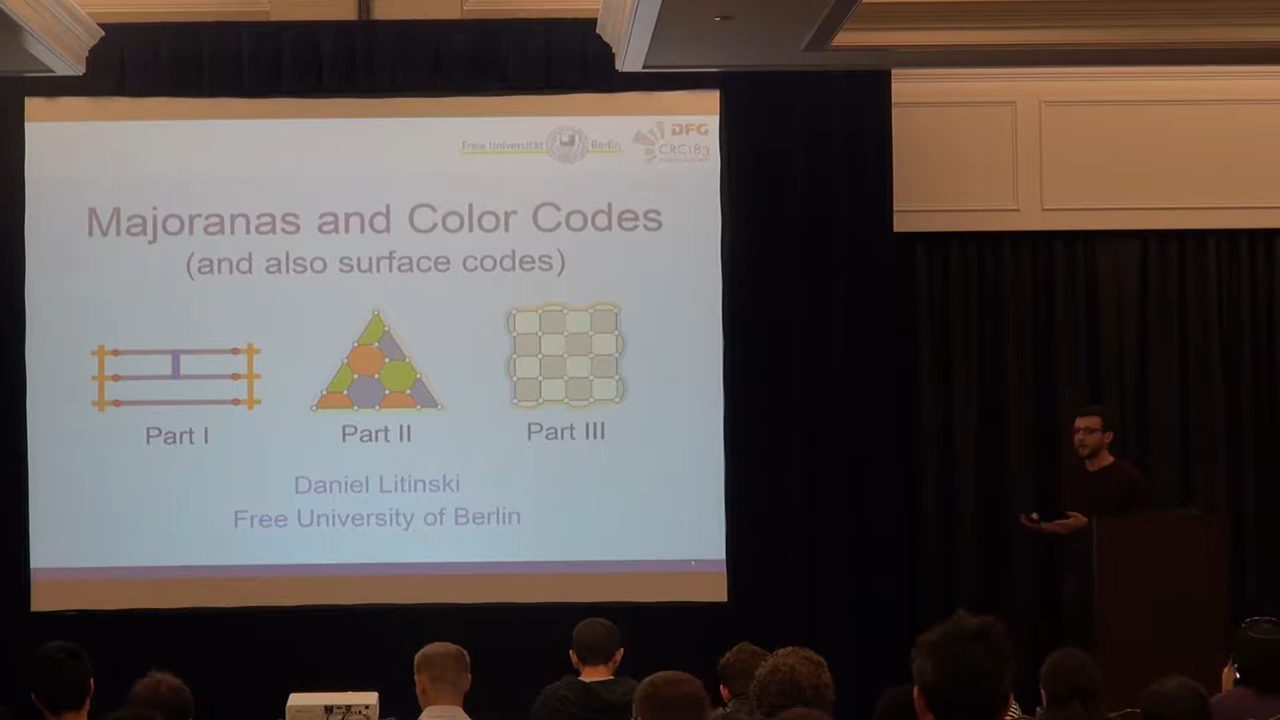 Freie Universität Berlin
DFG
CRC183
Majoranas and Color Codes
(and also surface codes)
Part I
Part II
Part III
Daniel Litinski
Free University of Berlin